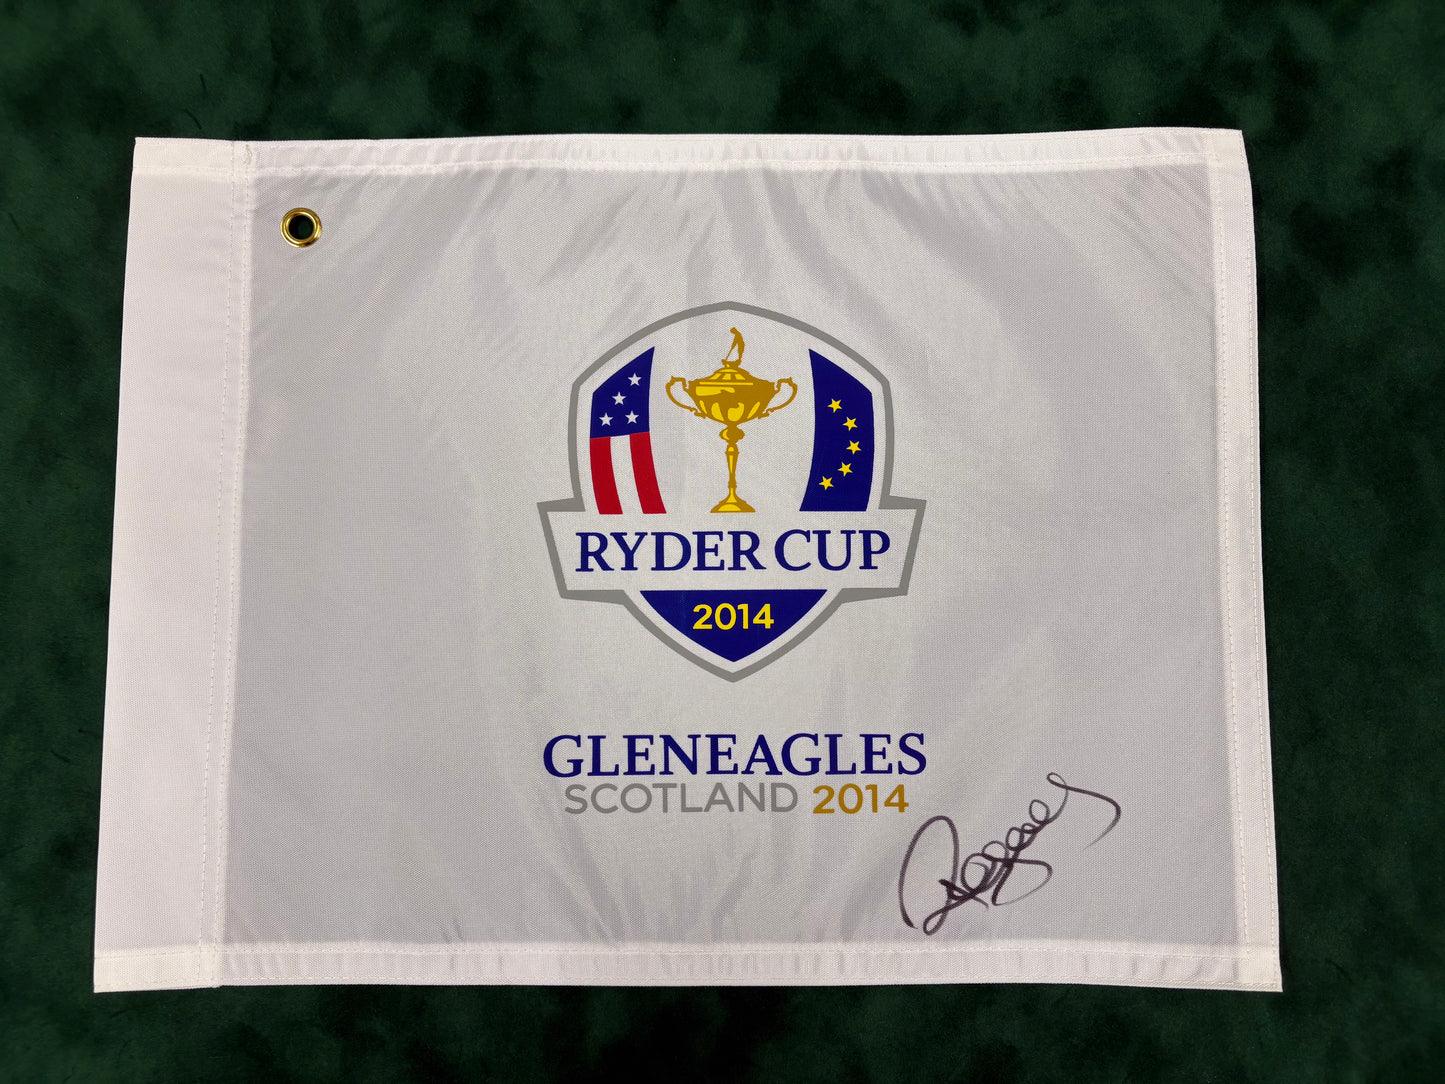 RYDER CUP
2014
GLENEAGLES
SCOTLAND 2014